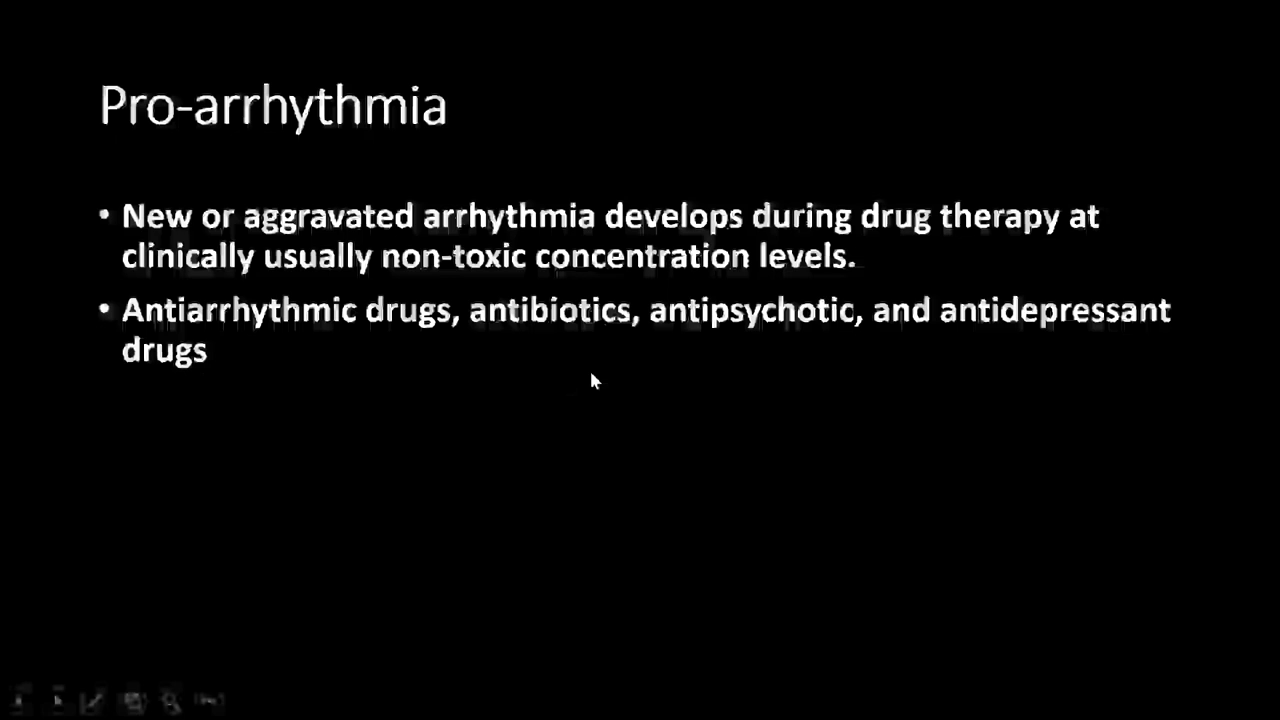 Pro-arrhythmia
• New or aggravated arrhythmia develops during drug therapy at
clinically usually non-toxic concentration levels.
• Antiarrhythmic drugs, antibiotics, antipsychotic, and antidepressant
drugs